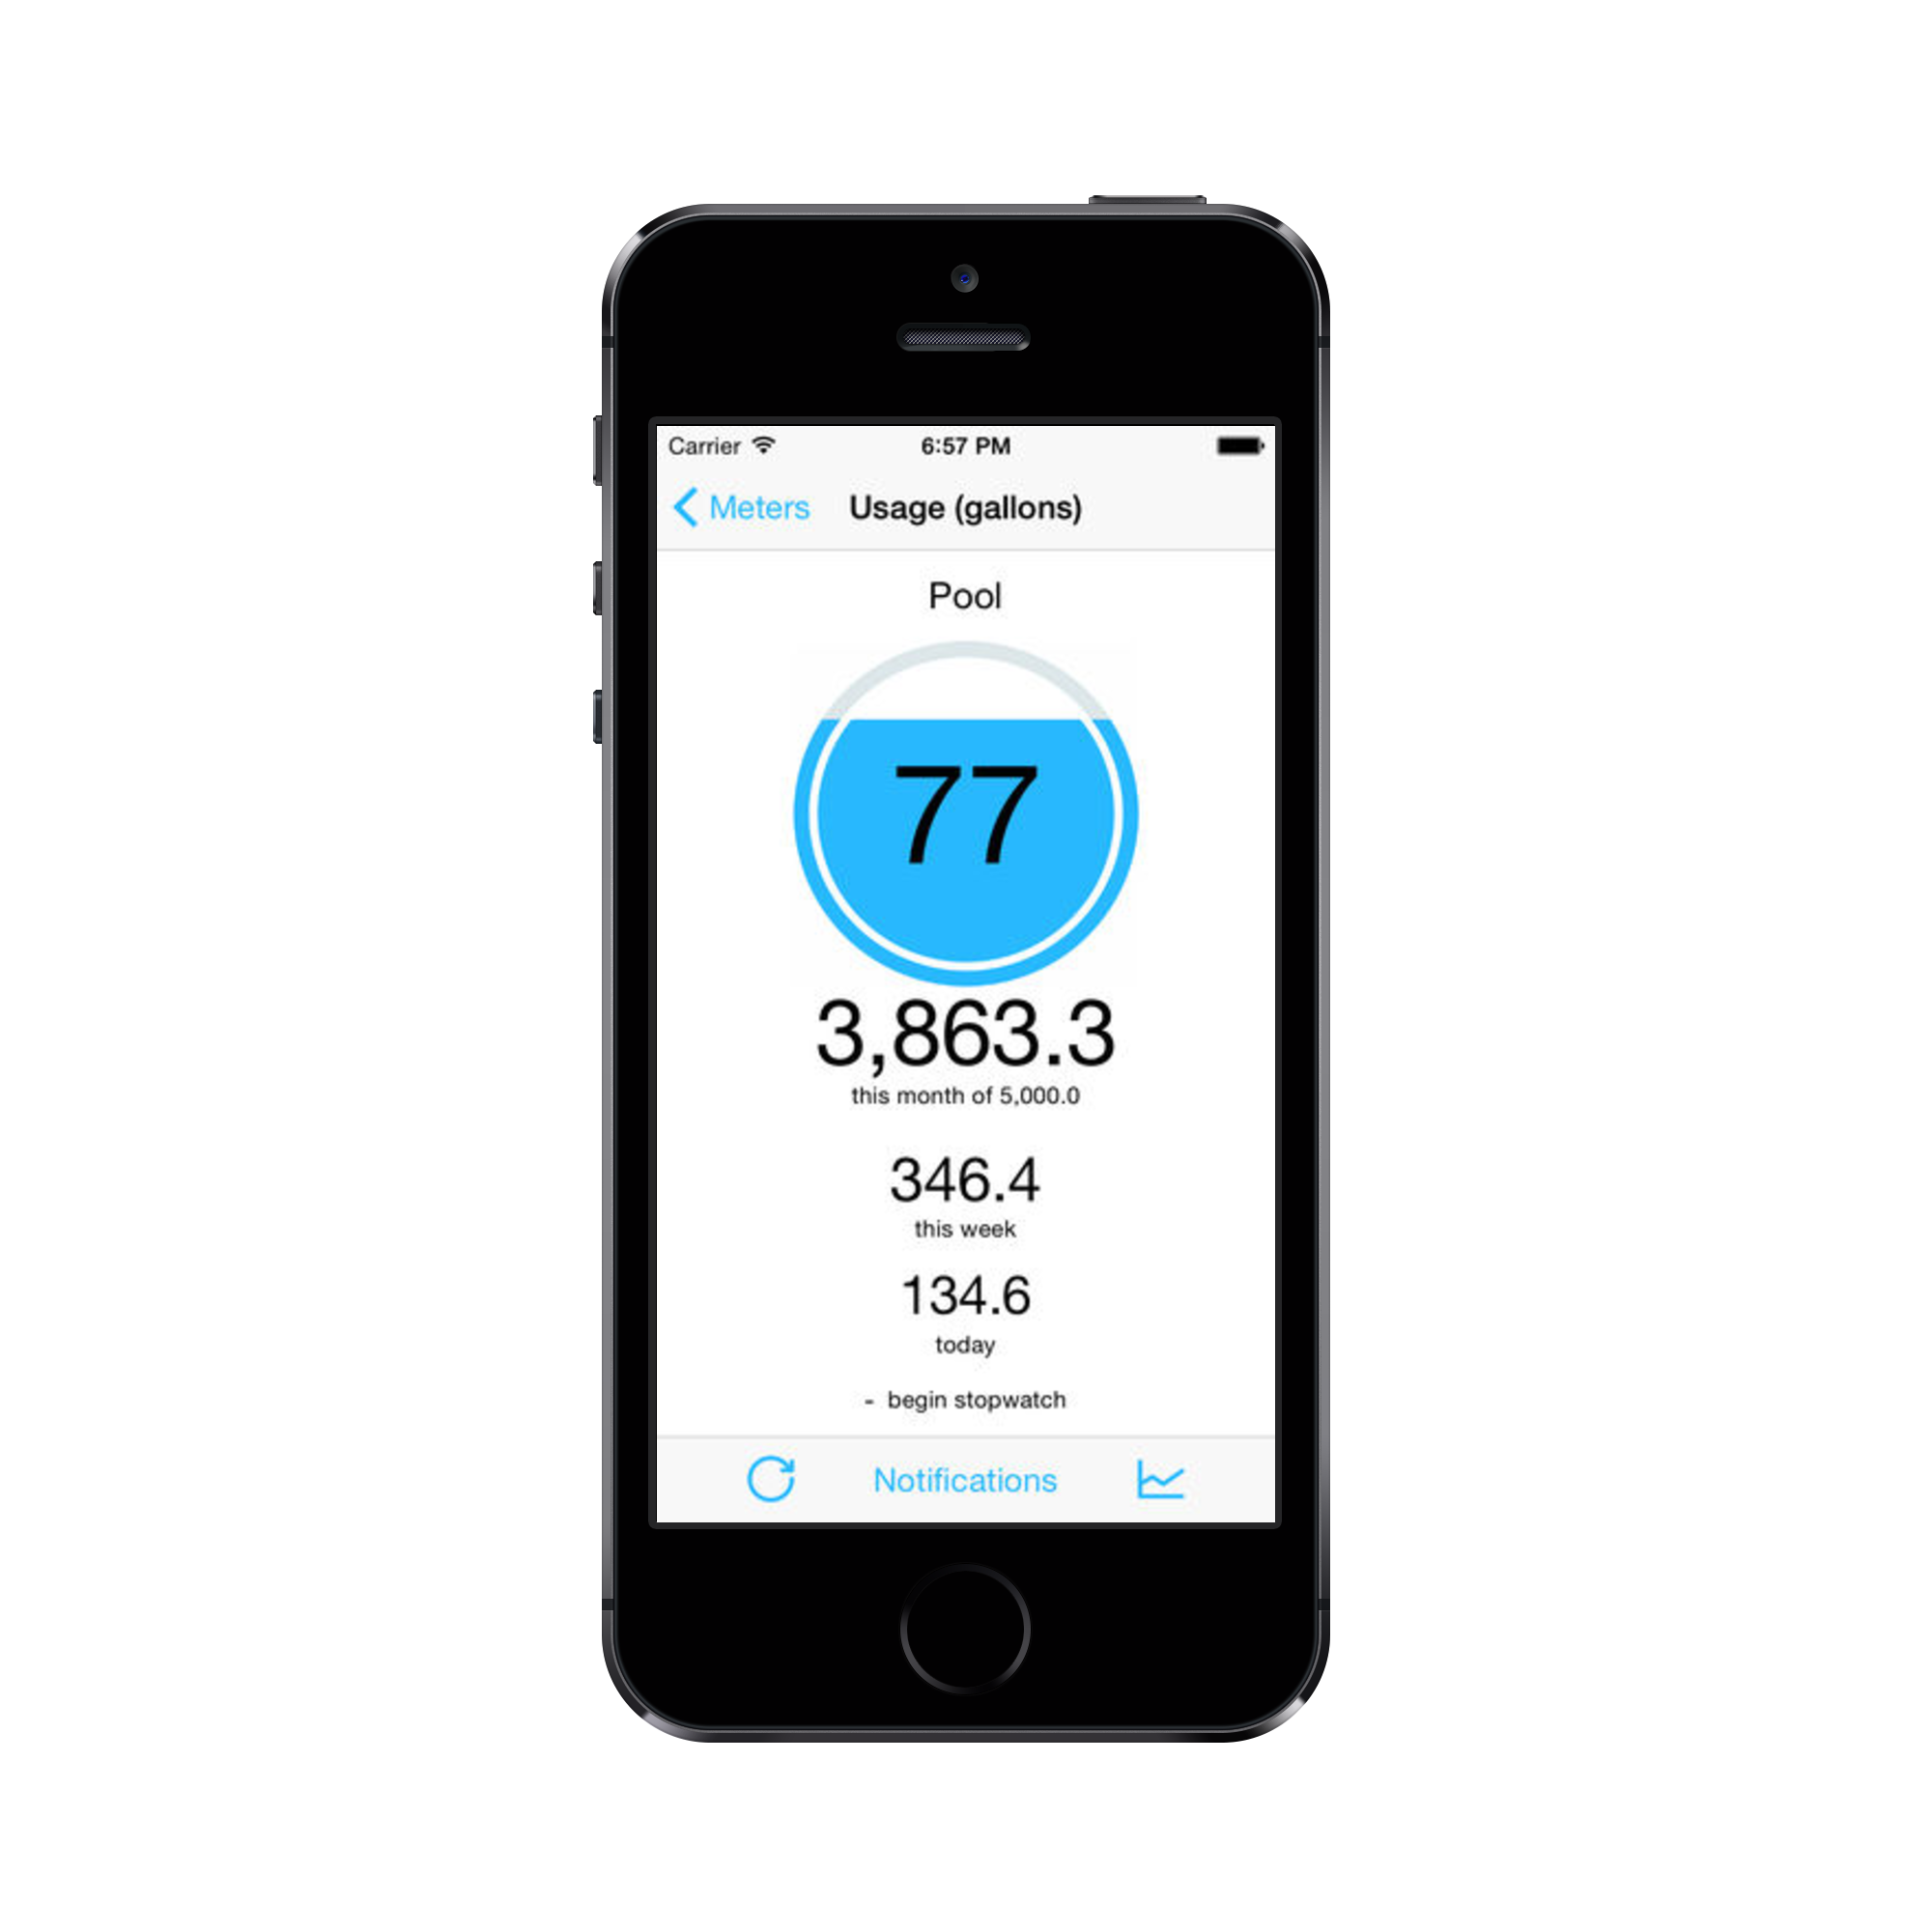 Carrier 6:57 PM
Meters Usage (gallons)
Pool
77
3,863.3
this month of 5,000.0
346.4
this week
134.6
today
- begin stopwatch
Notifications